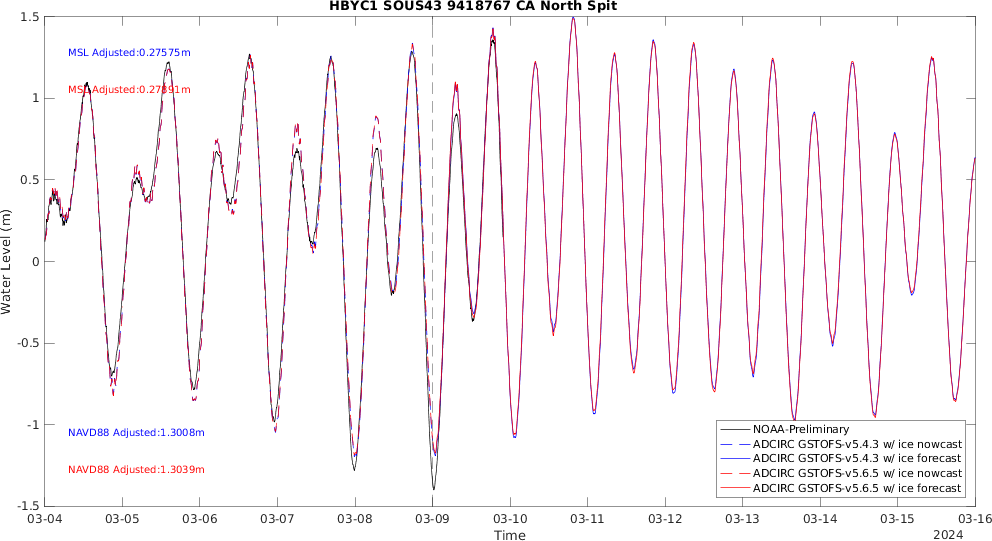 HBYC1 SOUS43 9418767 CA North Spit
1.5
MSL Adjusted:0.27575m
MSL Adjusted:0.27891m
1
0.5
0
Water Level (m)
-0.5
-1
NAVD88 Adjusted:1.3008m
NAVD88 Adjusted:1.3039m
NOAA-Preliminary
ADCIRC GSTOFS-v5.4.3 w/ ice nowcast
ADCIRC GSTOFS-v5.4.3 w/ ice forecast
ADCIRC GSTOFS-v5.6.5 w/ ice nowcast
ADCIRC GSTOFS-v5.6.5 w/ ice forecast
-1.5
03-04 03-05 03-06 03-07 03-08 03-09 03-10 03-11 03-12 03-13 03-14 03-15 03-16
Time
2024